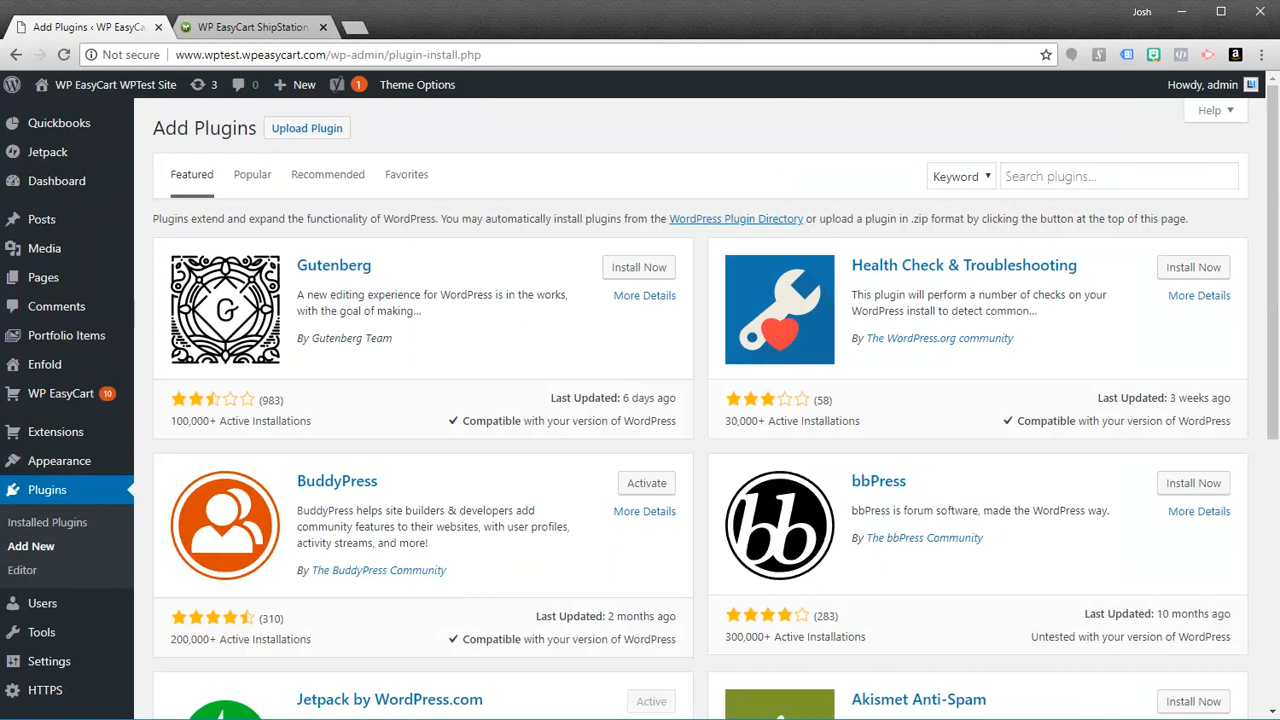 Add Plugins ‹ WP EasyCa
WP EasyCart ShipStation
Josh
Not secure
www.wptest.wpeasycart.com/wp-admin/plugin-install.php
WP EasyCart WPTest Site
3
0
New
1
Theme Options
Howdy, admin
Quickbooks
Jetpack
Dashboard
Posts
Media
Pages
Comments
Portfolio Items
Enfold
WP EasyCart 10
Extensions
Appearance
Plugins
Installed Plugins
Add New
Editor
Users
Tools
Settings
HTTPS
Help
Add Plugins
Upload Plugin
Featured
Popular
Recommended
Favorites
Keyword
Search plugins...
Plugins extend and expand the functionality of WordPress. You may automatically install plugins from the WordPress Plugin Directory or upload a plugin in .zip format by clicking the button at the top of this page.
G
Gutenberg
Install Now
More Details
A new editing experience for WordPress is in the works,
with the goal of making...
By Gutenberg Team
(983)
Last Updated: 6 days ago
100,000+ Active Installations
Compatible with your version of WordPress
Health Check & Troubleshooting
Install Now
More Details
This plugin will perform a number of checks on your
WordPress install to detect common...
By The WordPress.org community
(58)
Last Updated: 3 weeks ago
30,000+ Active Installations
Compatible with your version of WordPress
BuddyPress
Activate
More Details
BuddyPress helps site builders & developers add
community features to their websites, with user profiles,
activity streams, and more!
By The BuddyPress Community
(310)
Last Updated: 2 months ago
200,000+ Active Installations
Compatible with your version of WordPress
bb
bbPress
Install Now
More Details
bbPress is forum software, made the WordPress way.
By The bbPress Community
(283)
Last Updated: 10 months ago
300,000+ Active Installations
Untested with your version of WordPress
Jetpack by WordPress.com
Active
Akismet Anti-Spam
Install Now